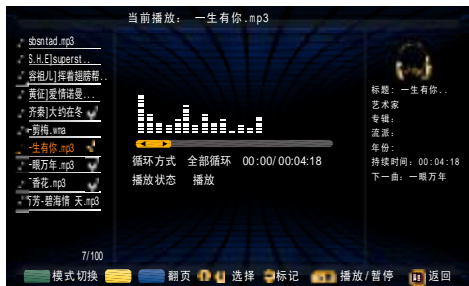 当前播放： 一生有你.mp3
sbsntad.mp3
S.H.E]superst..
容祖儿]挥着翅膀帮..
黄征]爱情诺曼...
齐秦]大约在冬
剪梅.wma
一生有你.mp3
一眼万年.mp3
香花.mp3
芳-碧海情 天.mp3
7/100
循环方式 全部循环 00:00/00:04:18
播放状态 播放
标题: 一生有你..
艺术家
专辑:
流派:
年份:
持续时间: 00:04:18
下一曲: 一眼万年
模式切换 翻页 选择 标记 播放/暂停 返回